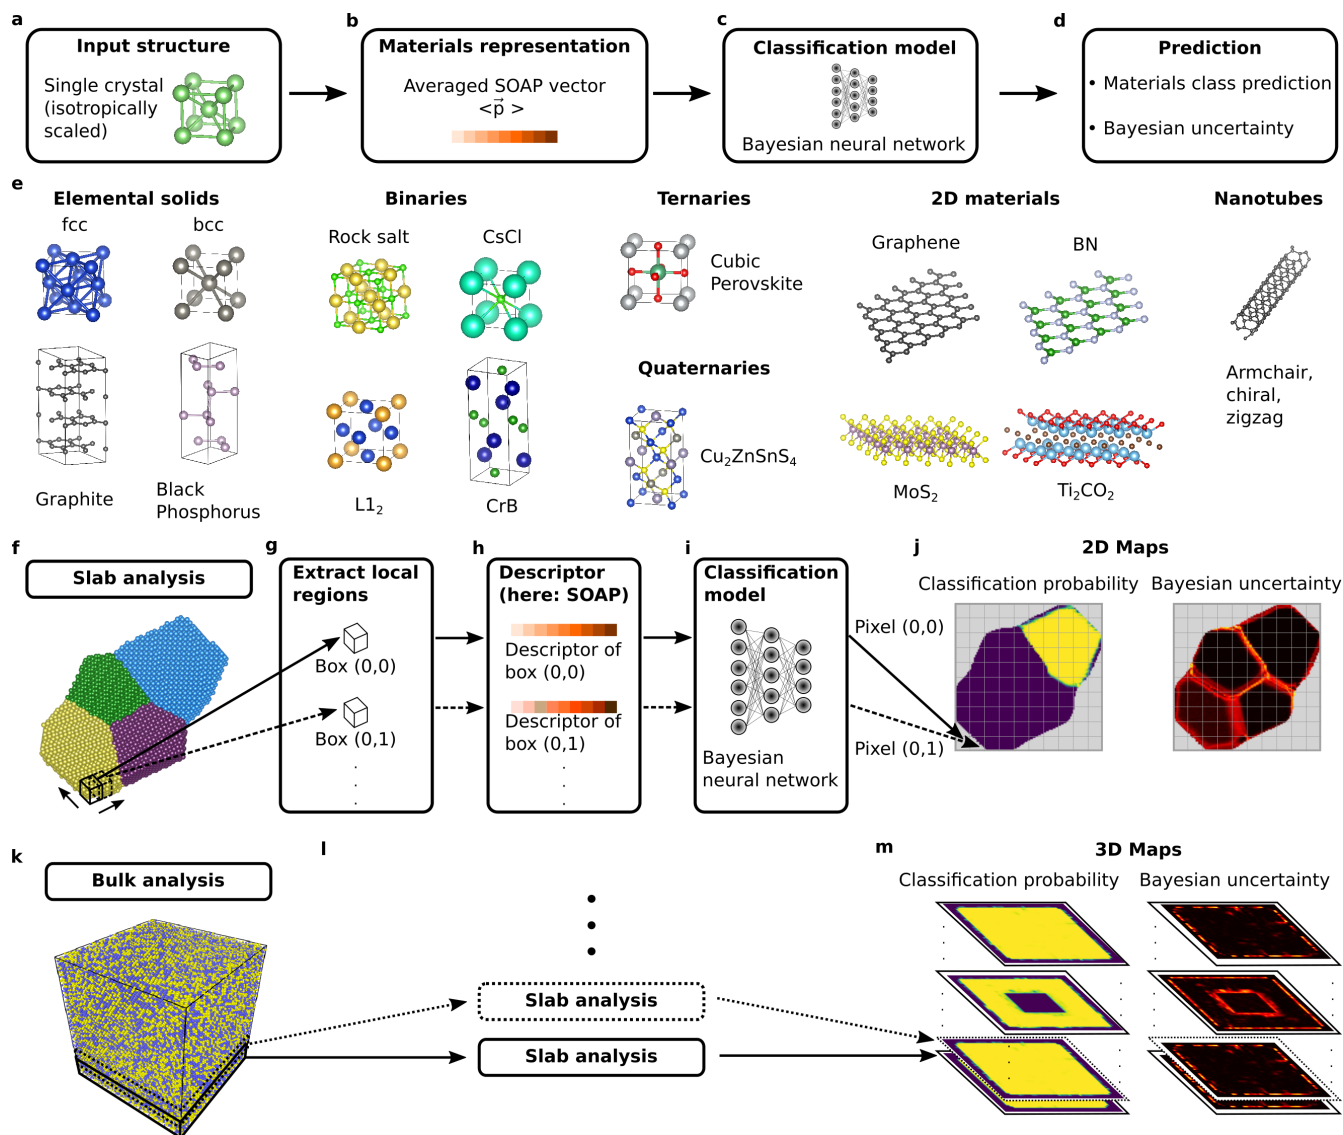 a
Input structure
Single crystal
(isotropically
scaled)
b
Materials representation
Averaged SOAP vector
<p⃗ >
c
Classification model
Bayesian neural network
d
Prediction
• Materials class prediction
• Bayesian uncertainty
e
Elemental solids
fcc
bcc
Graphite
Black
Phosphorus
Binaries
Rock salt
CsCl
L1₂
CrB
Ternaries
Cubic
Perovskite
Quaternaries
Cu₂ZnSnS₄
2D materials
Graphene
BN
MoS₂
Ti₂CO₂
Nanotubes
Armchair,
chiral,
zigzag
f
Slab analysis
g
Extract local
regions
Box (0,0)
Box (0,1)
h
Descriptor
(here: SOAP)
Descriptor of
box (0,0)
Descriptor of
box (0,1)
i
Classification
model
Bayesian
neural network
Pixel (0,0)
Pixel (0,1)
j
2D Maps
Classification probability
Bayesian uncertainty
k
Bulk analysis
l
Slab analysis
Slab analysis
m
3D Maps
Classification probability
Bayesian uncertainty